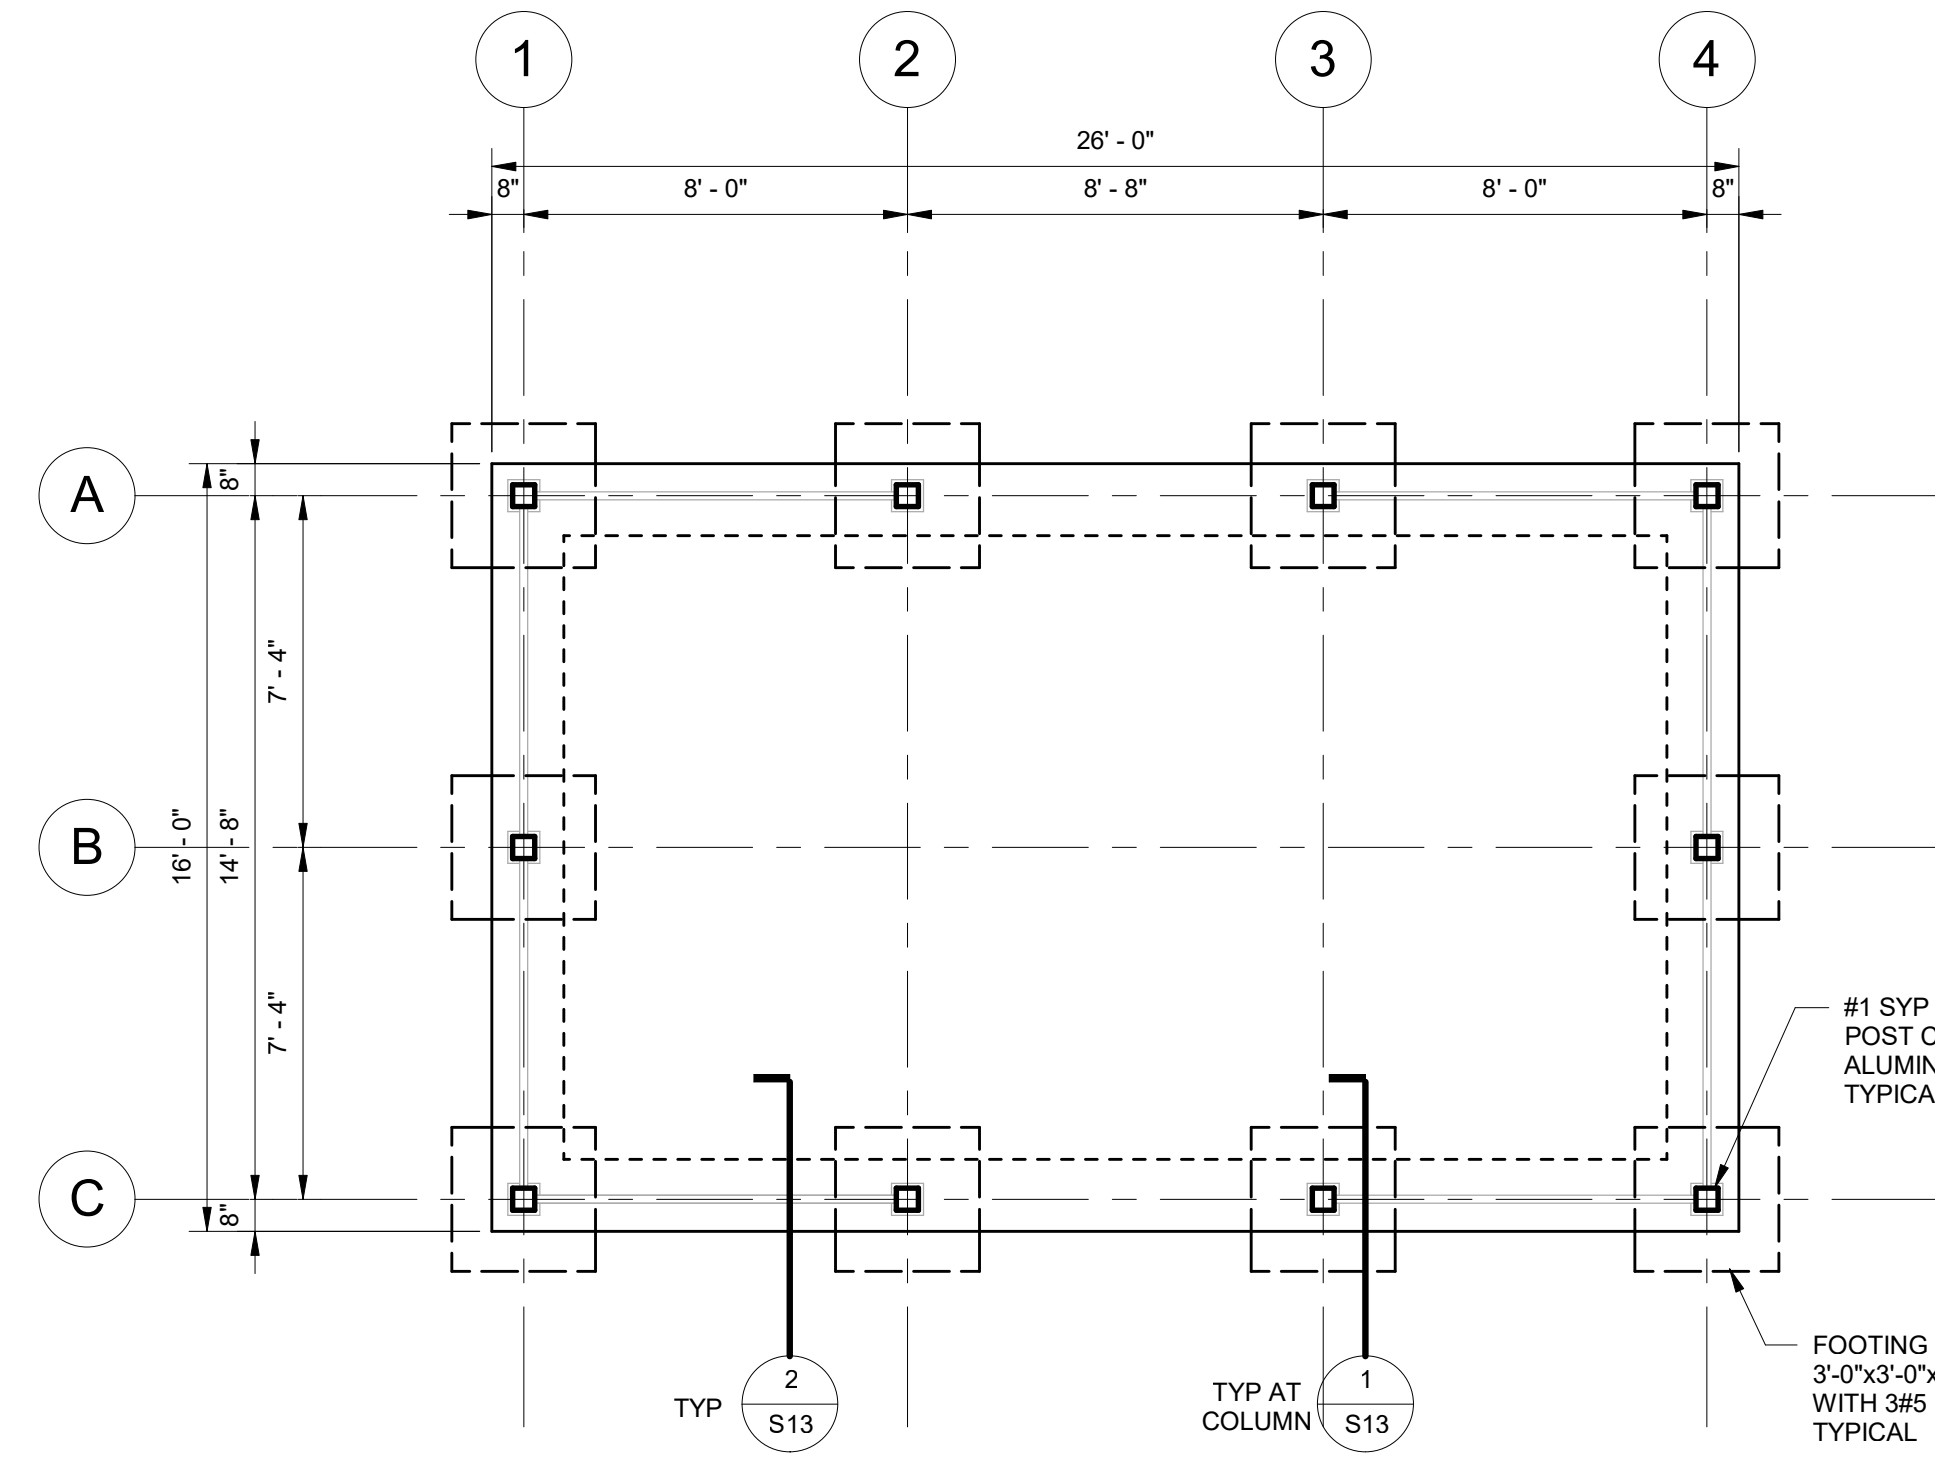 1
2
3
4
26' - 0"
8"
8' - 0"
8' - 8"
8' - 0"
8"
A
8"
7' - 4"
B
16' - 0"
14' - 8"
7' - 4"
#1 SYP
POST C
ALUMIN
TYPICA
C
8"
FOOTING
3'-0"x3'-0"x
WITH 3#5
TYPICAL
TYP
2
S13
TYP AT
COLUMN
1
S13